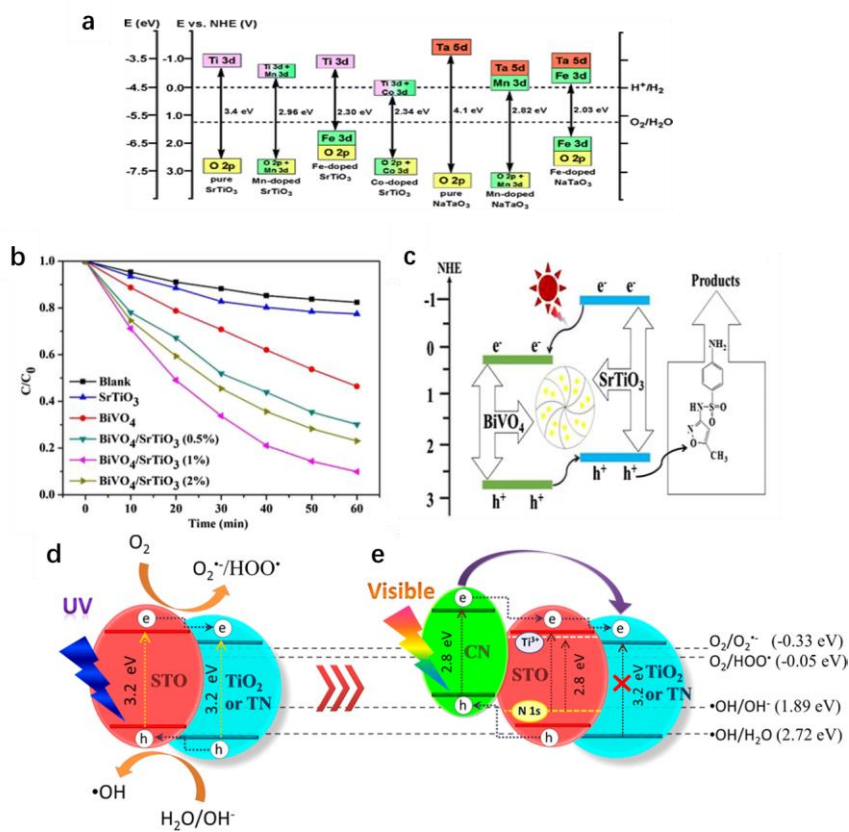 a
E (eV)
E vs. NHE (V)
-3.5
-4.5
-5.5
-6.5
-7.5
-1.0
0.0
1.0
2.0
3.0
Ti 3d
3.4 eV
O 2p
pure
SrTiO3
Ti 3d +
Mn 3d
2.96 eV
O 2p +
Mn 3d
Mn-doped
SrTiO3
Ti 3d
2.30 eV
Fe 3d
O 2p
Fe-doped
SrTiO3
Ti 3d +
Co 3d
2.34 eV
O 2p +
Co 3d
Co-doped
SrTiO3
Ta 5d
4.1 eV
O 2p
pure
NaTaO3
Ta 5d
Mn 3d
2.82 eV
O 2p +
Mn 3d
Mn-doped
NaTaO3
Ta 5d
Fe 3d
2.03 eV
Fe 3d
O 2p
Fe-doped
NaTaO3
H+/H2
O2/H2O
b
C/C0
1.0
0.8
0.6
0.4
0.2
0.0
Blank
SrTiO3
BiVO4
BiVO4/SrTiO3 (0.5%)
BiVO4/SrTiO3 (1%)
BiVO4/SrTiO3 (2%)
0 10 20 30 40 50 60
Time (min)
c
NHE
-1
0
1
2
3
e- e-
e- e-
BiVO4
SrTiO3
h+ h+
h+ h+
Products
NH2
HN-S=O
O
N
O
CH3
d
O2
O2•-/HOO•
UV
e
e
3.2 eV
STO
3.2 eV
TiO2
or TN
h
h
•OH
H2O/OH-
e
Visible
e
2.8 eV
CN
h
e
Ti3+
STO
2.8 eV
N 1s
h
e
3.2 eV
TiO2
or TN
h
O2/O2•- (-0.33 eV)
O2/HOO• (-0.05 eV)
•OH/OH- (1.89 eV)
•OH/H2O (2.72 eV)